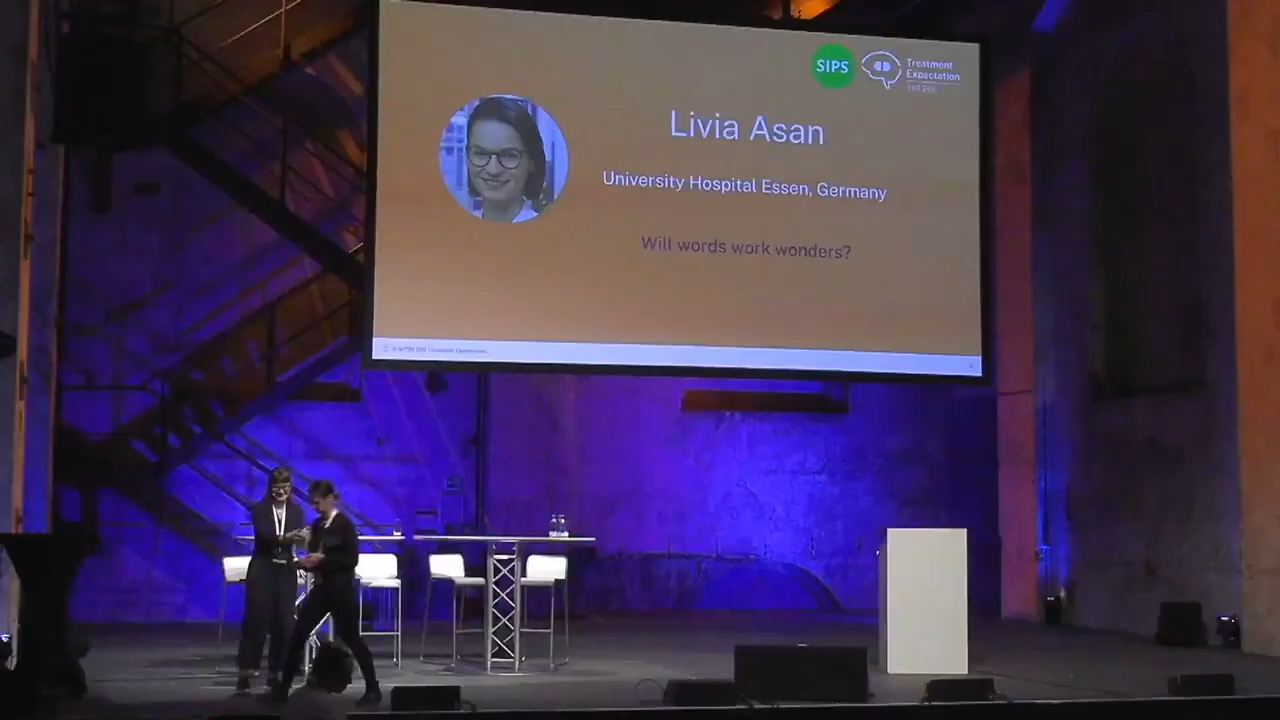 SIPS
Treatment
Expectation
Livia Asan
University Hospital Essen, Germany
Will words work wonders?